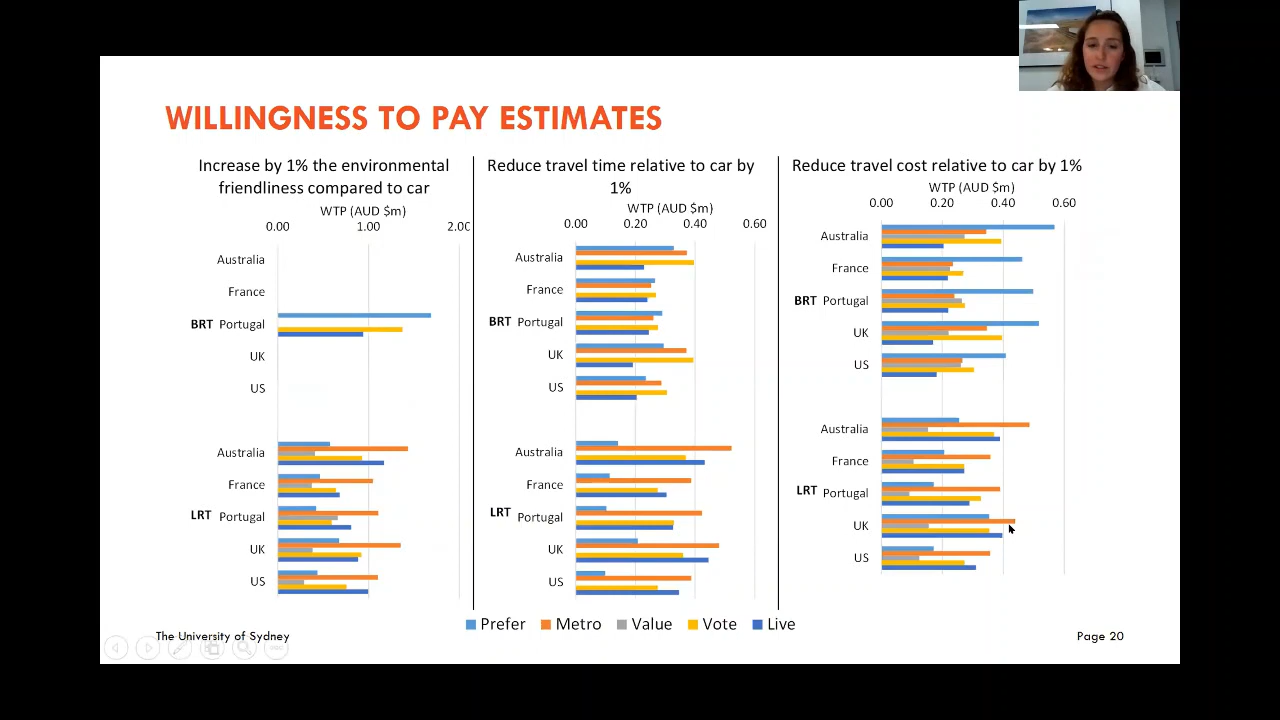 WILLINGNESS TO PAY ESTIMATES
Increase by 1% the environmental
friendliness compared to car
WTP (AUD $m)
0.00 1.00 2.00
Australia
France
BRT Portugal
UK
US
Australia
France
LRT Portugal
UK
US
Reduce travel time relative to car by
1%
WTP (AUD $m)
0.00 0.20 0.40 0.60
Australia
France
BRT Portugal
UK
US
Australia
France
LRT Portugal
UK
US
Reduce travel cost relative to car by 1%
WTP (AUD $m)
0.00 0.20 0.40 0.60
Australia
France
BRT Portugal
UK
US
Australia
France
LRT Portugal
UK
US
Prefer Metro Value Vote Live
The University of Sydney
Page 20